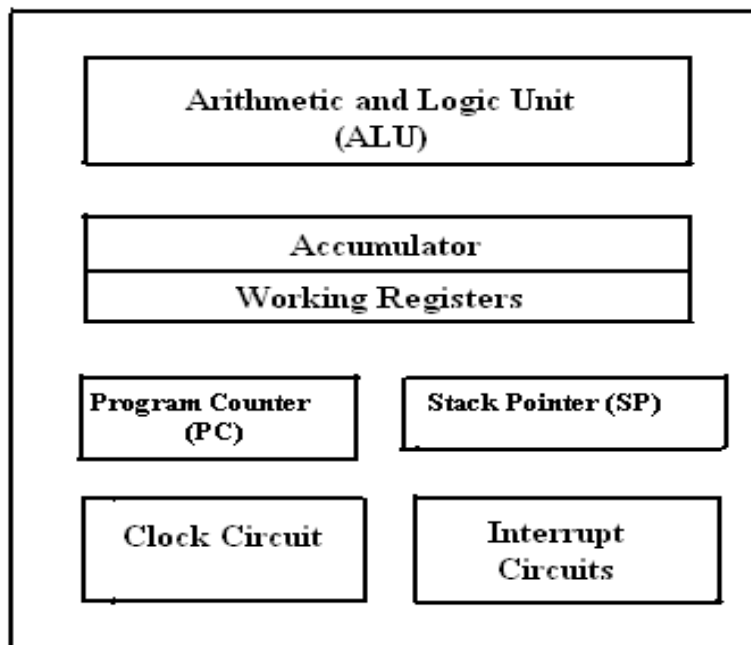 Arithmetic and Logic Unit
(ALU)
Accumulator
Working Registers
Program Counter
(PC)
Stack Pointer (SP)
Clock Circuit
Interrupt
Circuits